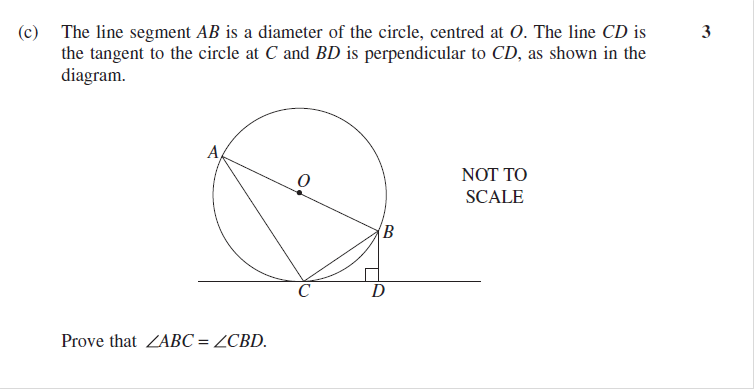 (c) The line segment AB is a diameter of the circle, centred at O. The line CD is 3
the tangent to the circle at C and BD is perpendicular to CD, as shown in the
diagram.
A
O
NOT TO
SCALE
B
C D
Prove that ∠ABC = ∠CBD.